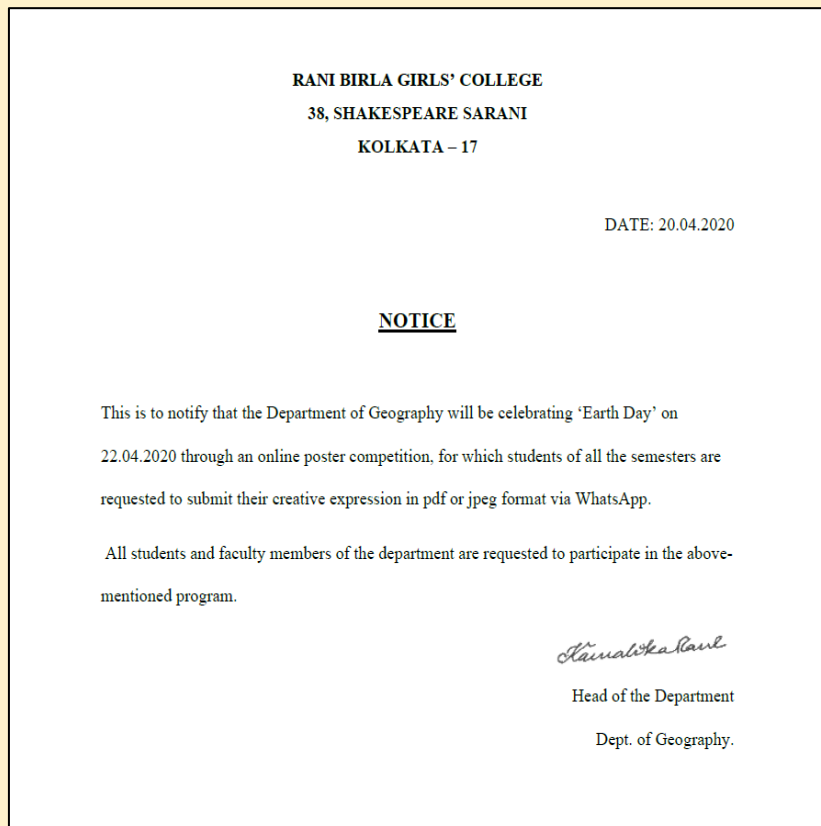 RANI BIRLA GIRLS’ COLLEGE
38, SHAKESPEARE SARANI
KOLKATA – 17
DATE: 20.04.2020
NOTICE
This is to notify that the Department of Geography will be celebrating ‘Earth Day’ on
22.04.2020 through an online poster competition, for which students of all the semesters are
requested to submit their creative expression in pdf or jpeg format via WhatsApp.
All students and faculty members of the department are requested to participate in the above-
mentioned program.
Head of the Department
Dept. of Geography.